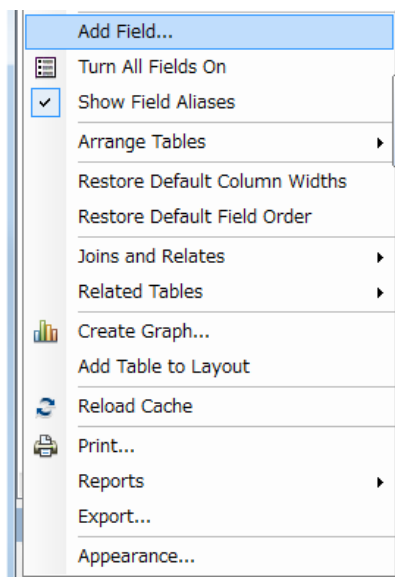 Add Field...
Turn All Fields On
Show Field Aliases
Arrange Tables
Restore Default Column Widths
Restore Default Field Order
Joins and Relates
Related Tables
Create Graph...
Add Table to Layout
Reload Cache
Print...
Reports
Export...
Appearance...